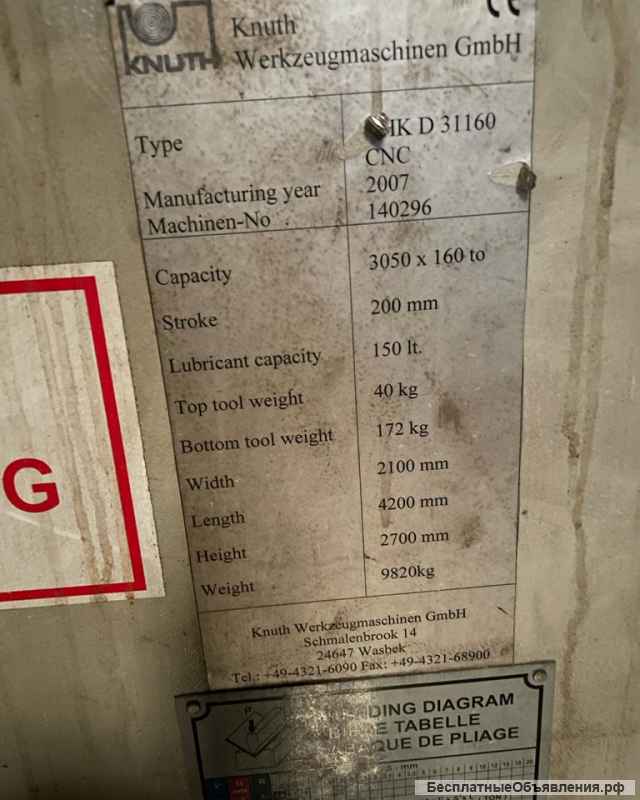 KNUTH
Knuth
Werkzeugmaschinen GmbH
Type
HK D 31160
CNC
Manufacturing year
2007
Machinen-No
140296
Capacity
3050 x 160 to
Stroke
200 mm
Lubricant capacity
150 lt.
Top tool weight
40 kg
Bottom tool weight
172 kg
Width
2100 mm
Length
4200 mm
Height
2700 mm
Weight
9820kg
Knuth Werkzeugmaschinen GmbH
Schmalenbrook 14
24647 Wasbek
Tel.: +49-4321-6090 Fax: +49-4321-68900
G
DING DIAGRAM
E TABELLE
QUE DE PLIAGE
mm
БесплатныеОбъявления.рф